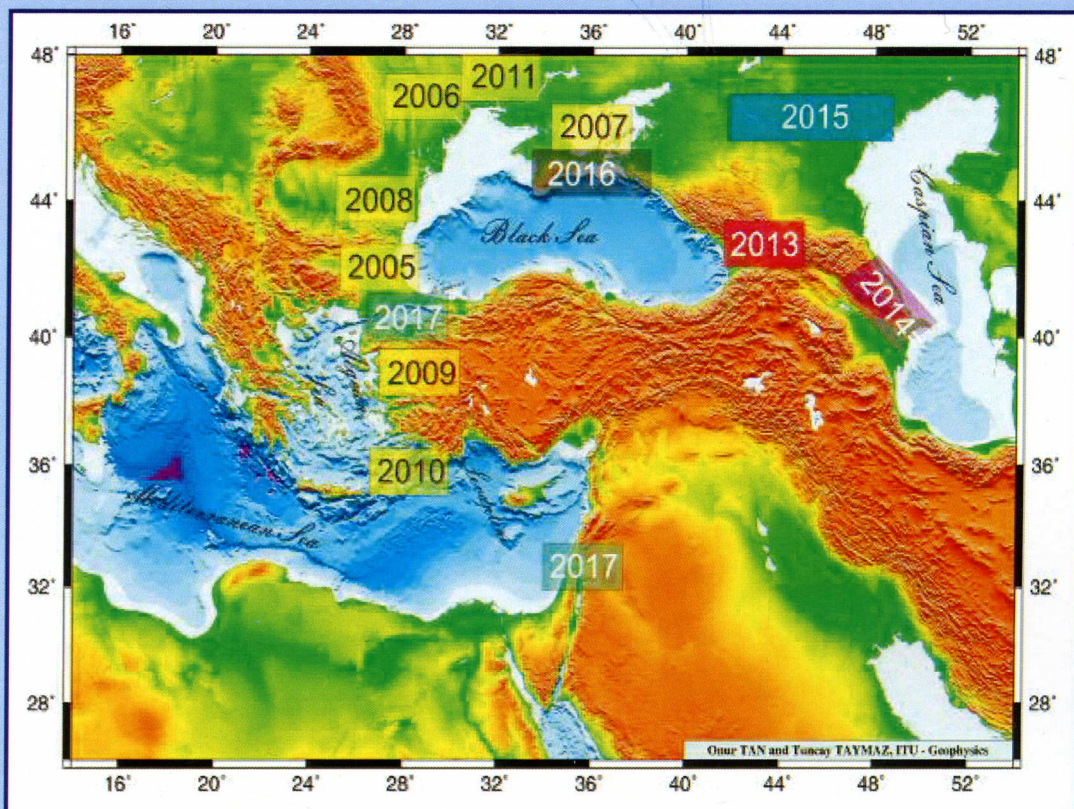 16° 20° 24° 28° 32° 36° 40° 44° 48° 52°
48° 48°
2011
2006
2015
2007
2016
Caspian Sea
44° 2008 44°
Black Sea
2013
2005
2014
2017
40° 40°
2009
36° 2010 36°
Mediterranean Sea
2017
32° 32°
28° 28°
Onur TAN and Tuncay TAYMAZ, ITU - Geophysics
16° 20° 24° 28° 32° 36° 40° 44° 48° 52°